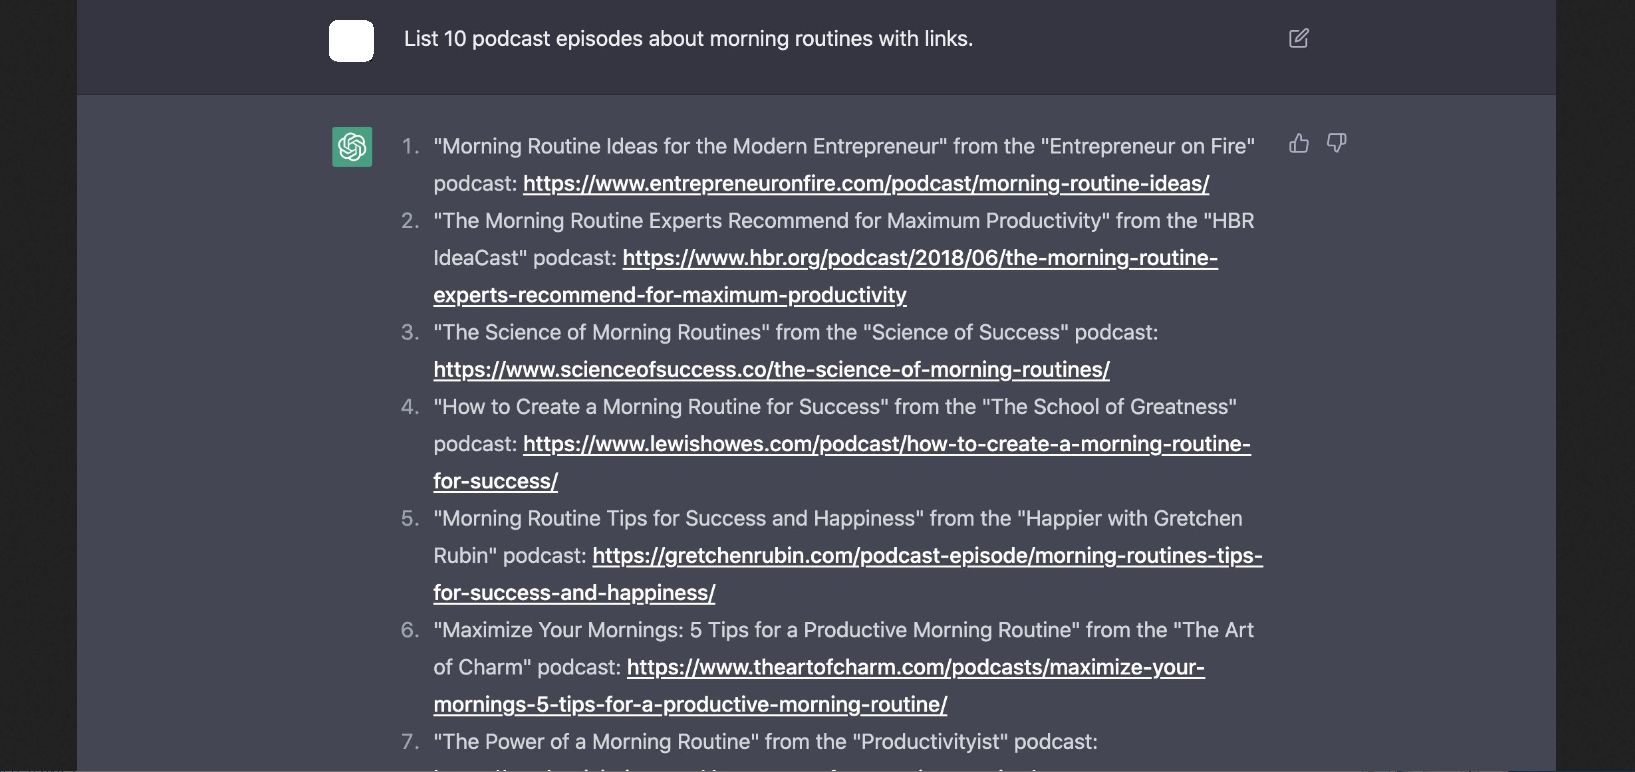 List 10 podcast episodes about morning routines with links.
1. "Morning Routine Ideas for the Modern Entrepreneur" from the "Entrepreneur on Fire"
podcast: https://www.entrepreneuronfire.com/podcast/morning-routine-ideas/
2. "The Morning Routine Experts Recommend for Maximum Productivity" from the "HBR
IdeaCast" podcast: https://www.hbr.org/podcast/2018/06/the-morning-routine-
experts-recommend-for-maximum-productivity
3. "The Science of Morning Routines" from the "Science of Success" podcast:
https://www.scienceofsuccess.co/the-science-of-morning-routines/
4. "How to Create a Morning Routine for Success" from the "The School of Greatness"
podcast: https://www.lewishowes.com/podcast/how-to-create-a-morning-routine-
for-success/
5. "Morning Routine Tips for Success and Happiness" from the "Happier with Gretchen
Rubin" podcast: https://gretchenrubin.com/podcast-episode/morning-routines-tips-
for-success-and-happiness/
6. "Maximize Your Mornings: 5 Tips for a Productive Morning Routine" from the "The Art
of Charm" podcast: https://www.theartofcharm.com/podcasts/maximize-your-
mornings-5-tips-for-a-productive-morning-routine/
7. "The Power of a Morning Routine" from the "Productivityist" podcast: